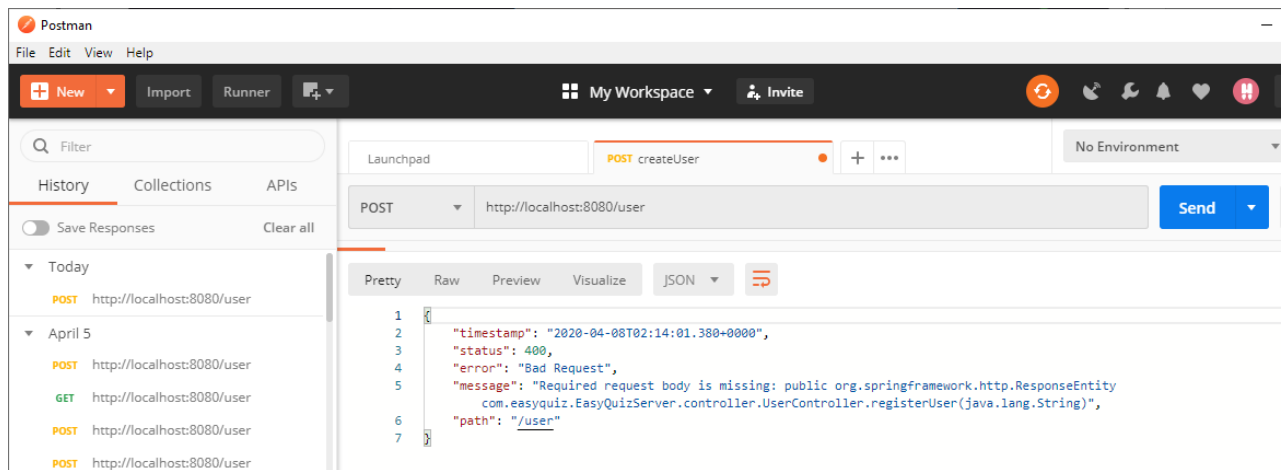 Postman
File Edit View Help
New Import Runner My Workspace Invite
Filter
History Collections APIs
Save Responses Clear all
Today
POST http://localhost:8080/user
April 5
POST http://localhost:8080/user
GET http://localhost:8080/user
POST http://localhost:8080/user
POST http://localhost:8080/user
Launchpad POST createUser No Environment
POST http://localhost:8080/user Send
Pretty Raw Preview Visualize JSON
1 {
2 "timestamp": "2020-04-08T02:14:01.380+0000",
3 "status": 400,
4 "error": "Bad Request",
5 "message": "Required request body is missing: public org.springframework.http.ResponseEntity
com.easyquiz.EasyQuizServer.controller.UserController.registerUser(java.lang.String)",
6 "path": "/user"
7 }